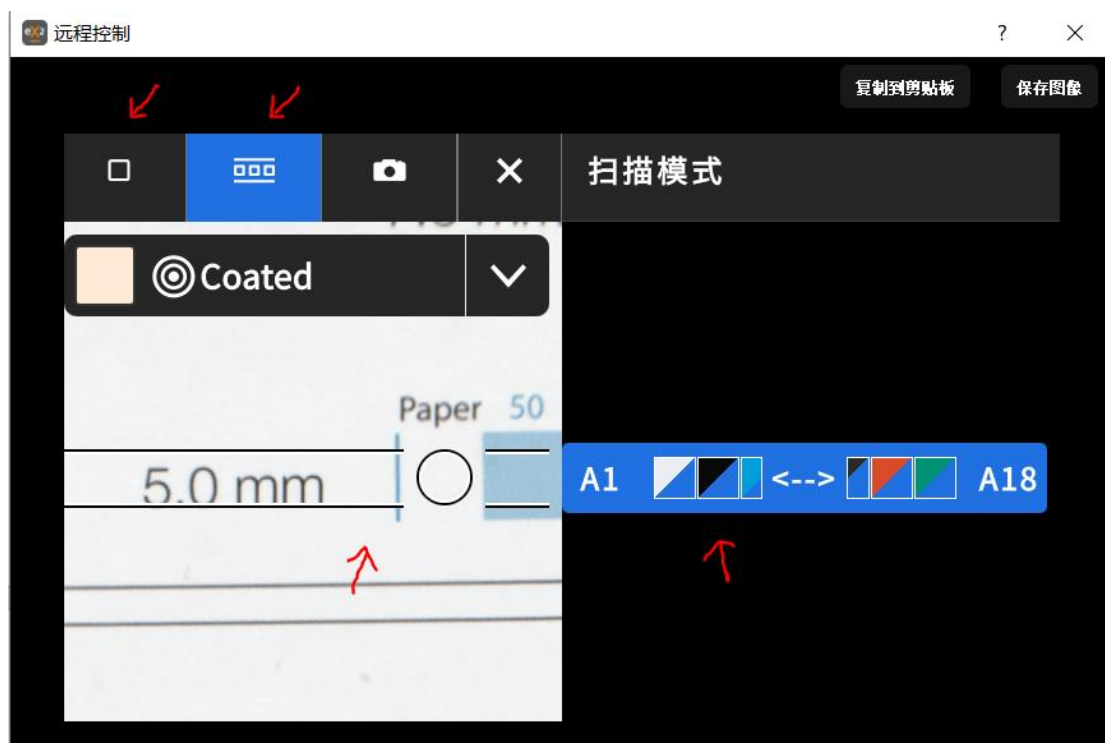 eX2 远程控制 ? ×
复制到剪贴板 保存图像
扫描模式
Coated
Paper 50
5.0 mm
A1 <--> A18